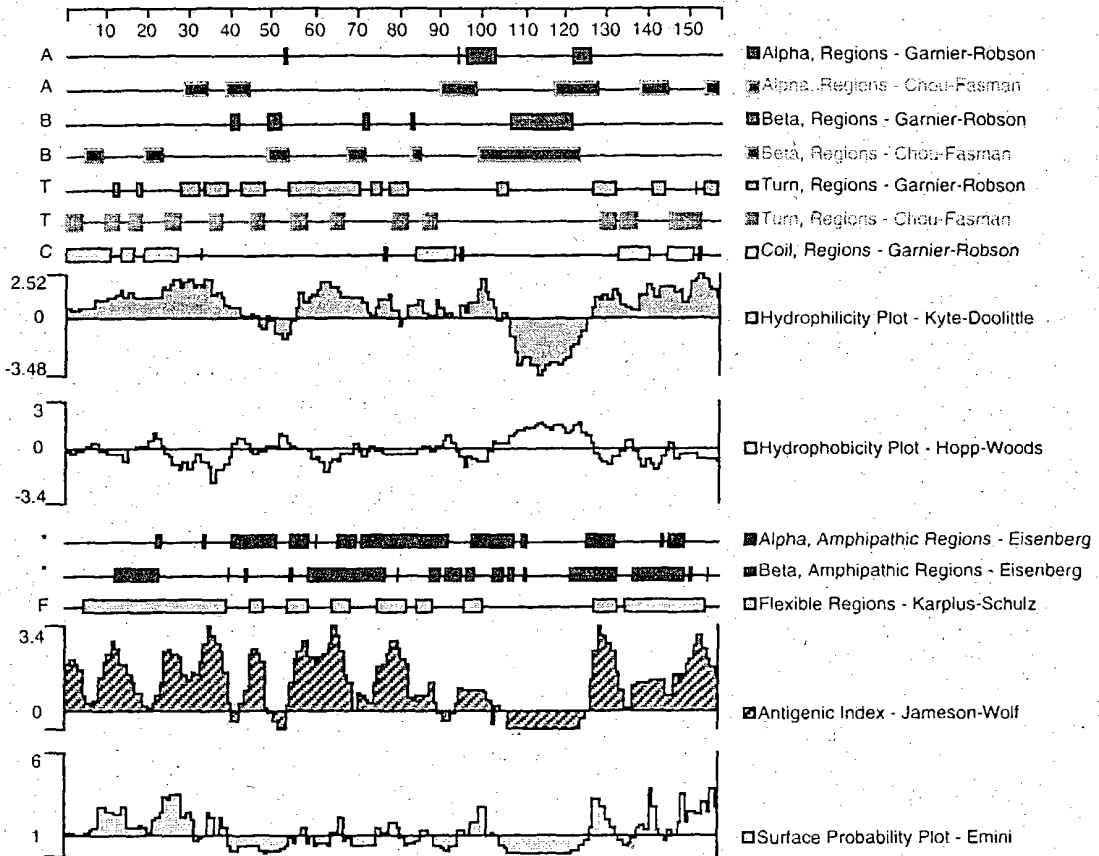 10 20 30 40 50 60 70 80 90 100 110 120 130 140 150
A Alpha, Regions - Garnier-Robson
A Alpha, Regions - Chou-Fasman
B Beta, Regions - Garnier-Robson
B Beta, Regions - Chou-Fasman
T Turn, Regions - Garnier-Robson
T Turn, Regions - Chou-Fasman
C Coil, Regions - Garnier-Robson
2.52
0 Hydrophilicity Plot - Kyte-Doolittle
-3.48
3
0 Hydrophobicity Plot - Hopp-Woods
-3.4
* Alpha, Amphipathic Regions - Eisenberg
* Beta, Amphipathic Regions - Eisenberg
F Flexible Regions - Karplus-Schulz
3.4
0 Antigenic Index - Jameson-Wolf
6
1 Surface Probability Plot - Emini